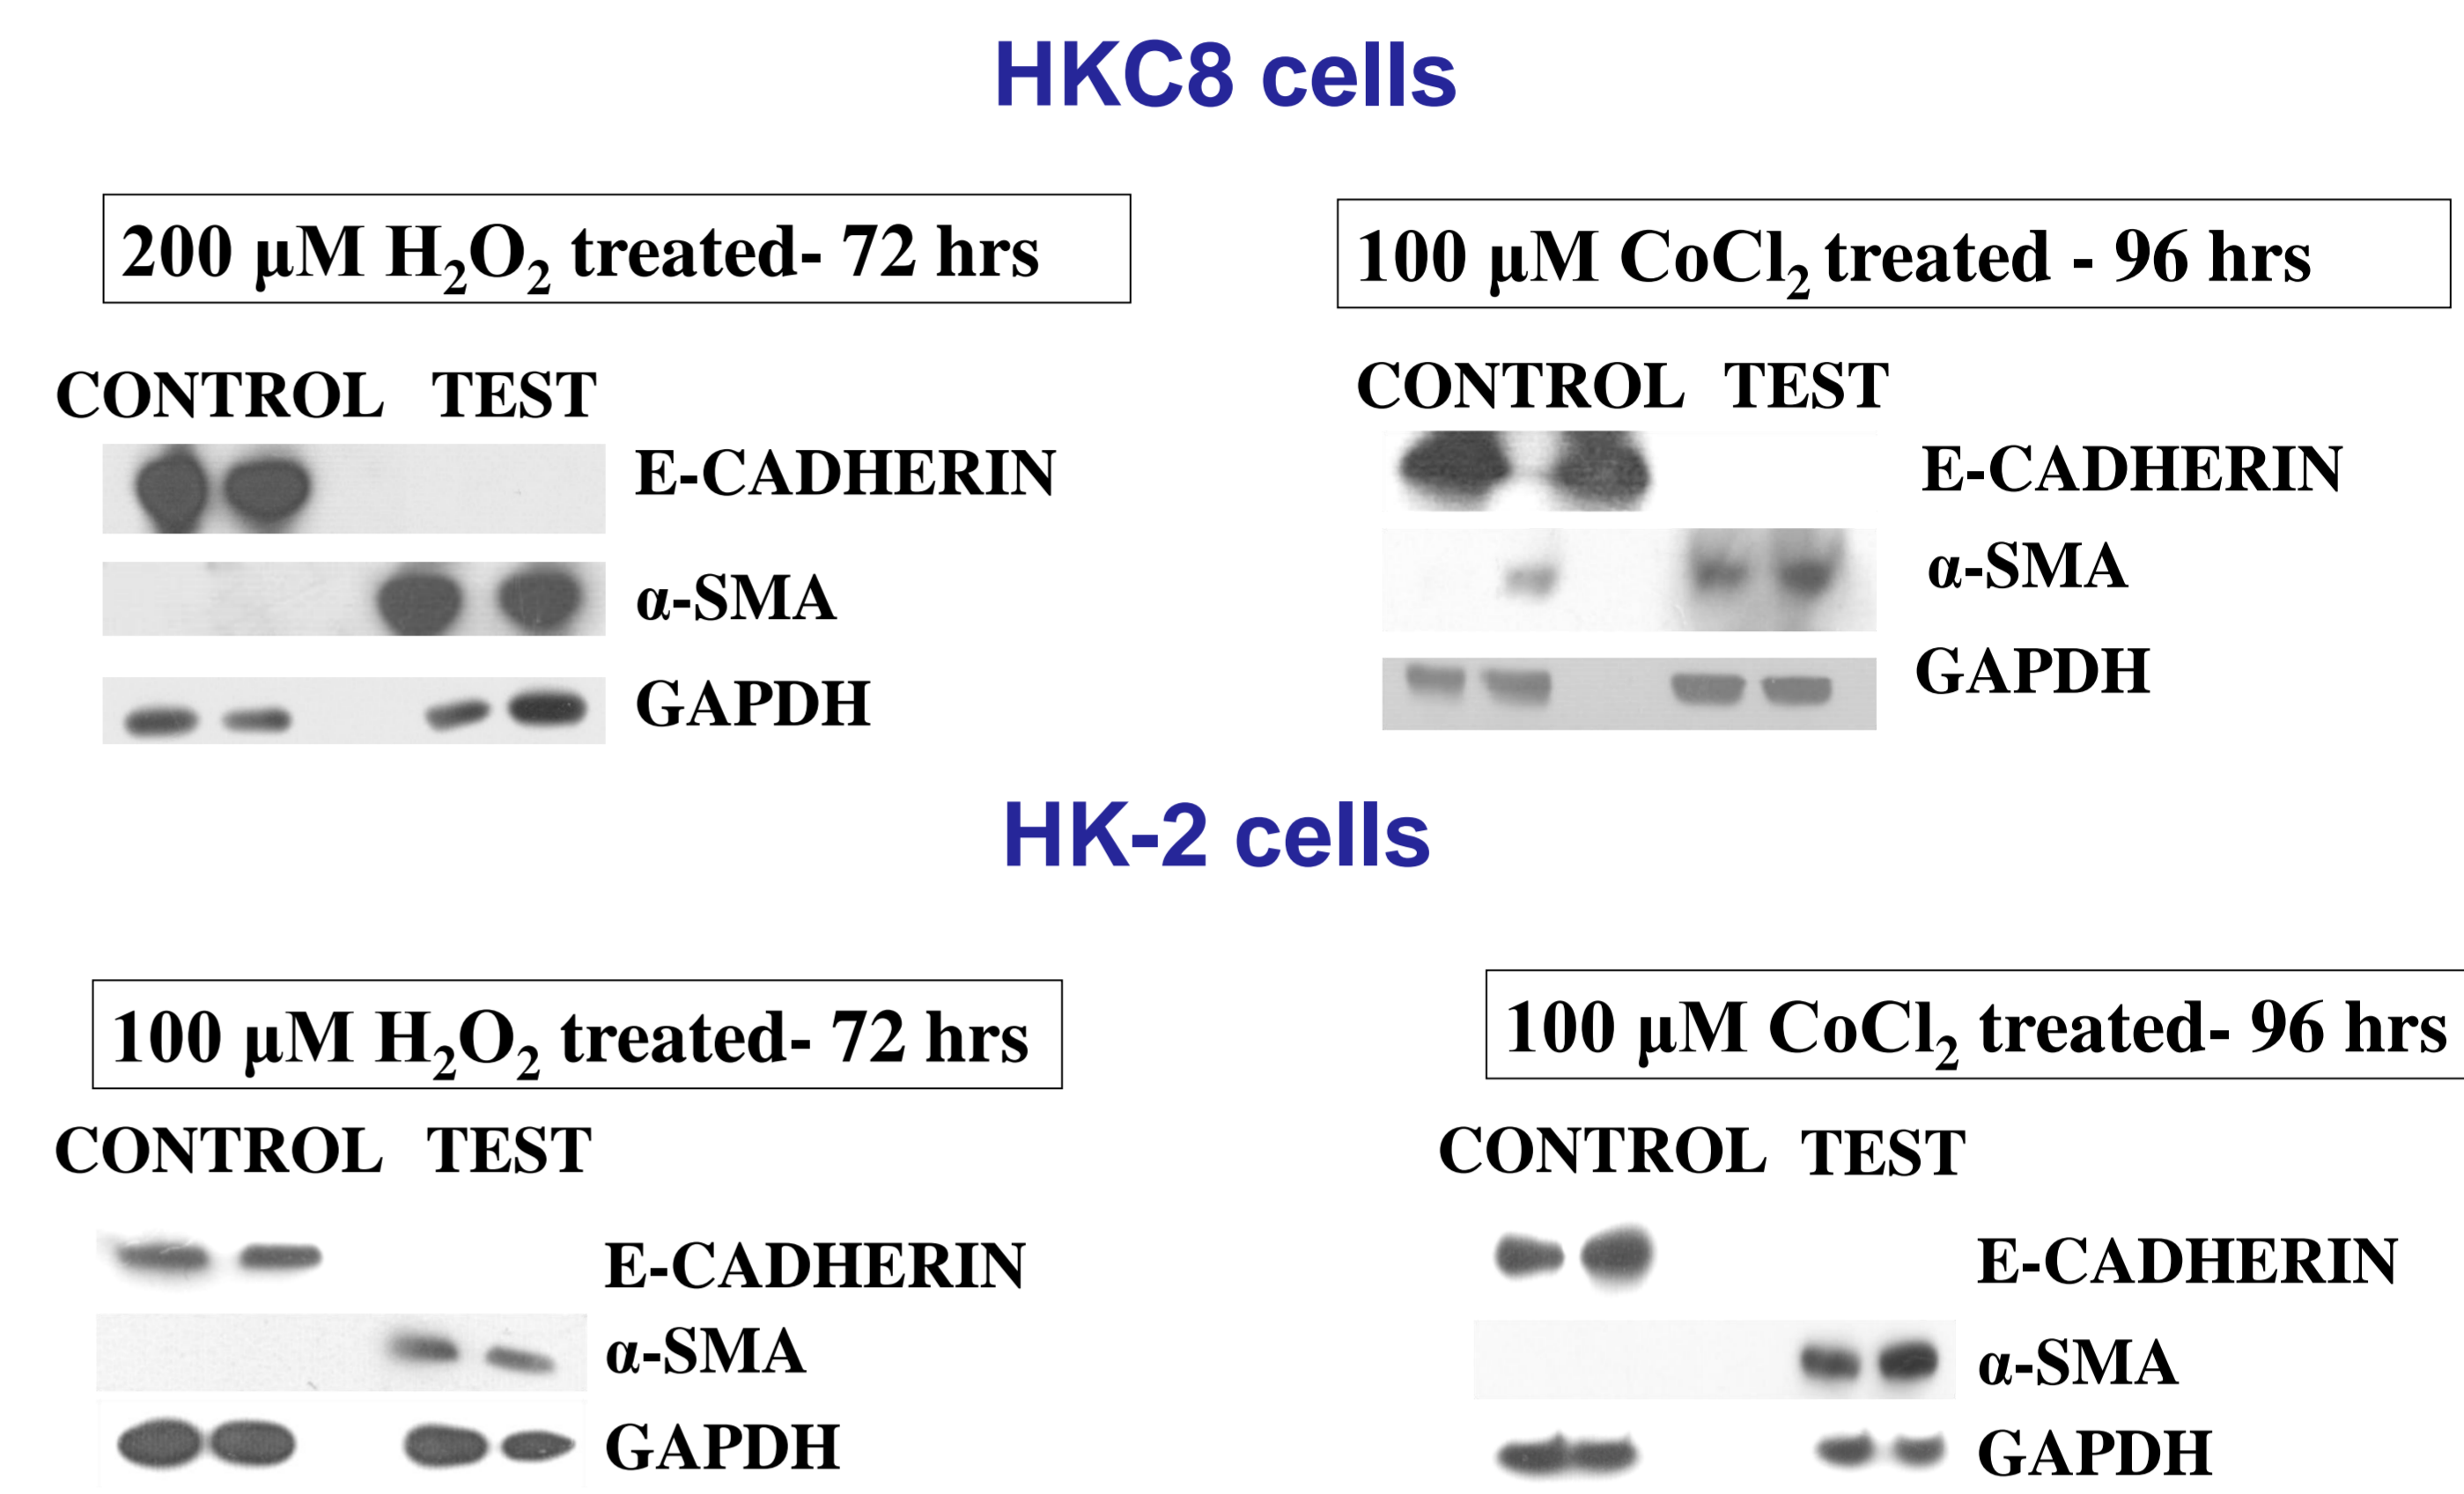 HKC8 cells
200 µM H₂O₂ treated- 72 hrs
CONTROL TEST
E-CADHERIN
α-SMA
GAPDH
100 µM CoCl₂ treated - 96 hrs
CONTROL TEST
E-CADHERIN
α-SMA
GAPDH
HK-2 cells
100 µM H₂O₂ treated- 72 hrs
CONTROL TEST
E-CADHERIN
α-SMA
GAPDH
100 µM CoCl₂ treated- 96 hrs
CONTROL TEST
E-CADHERIN
α-SMA
GAPDH